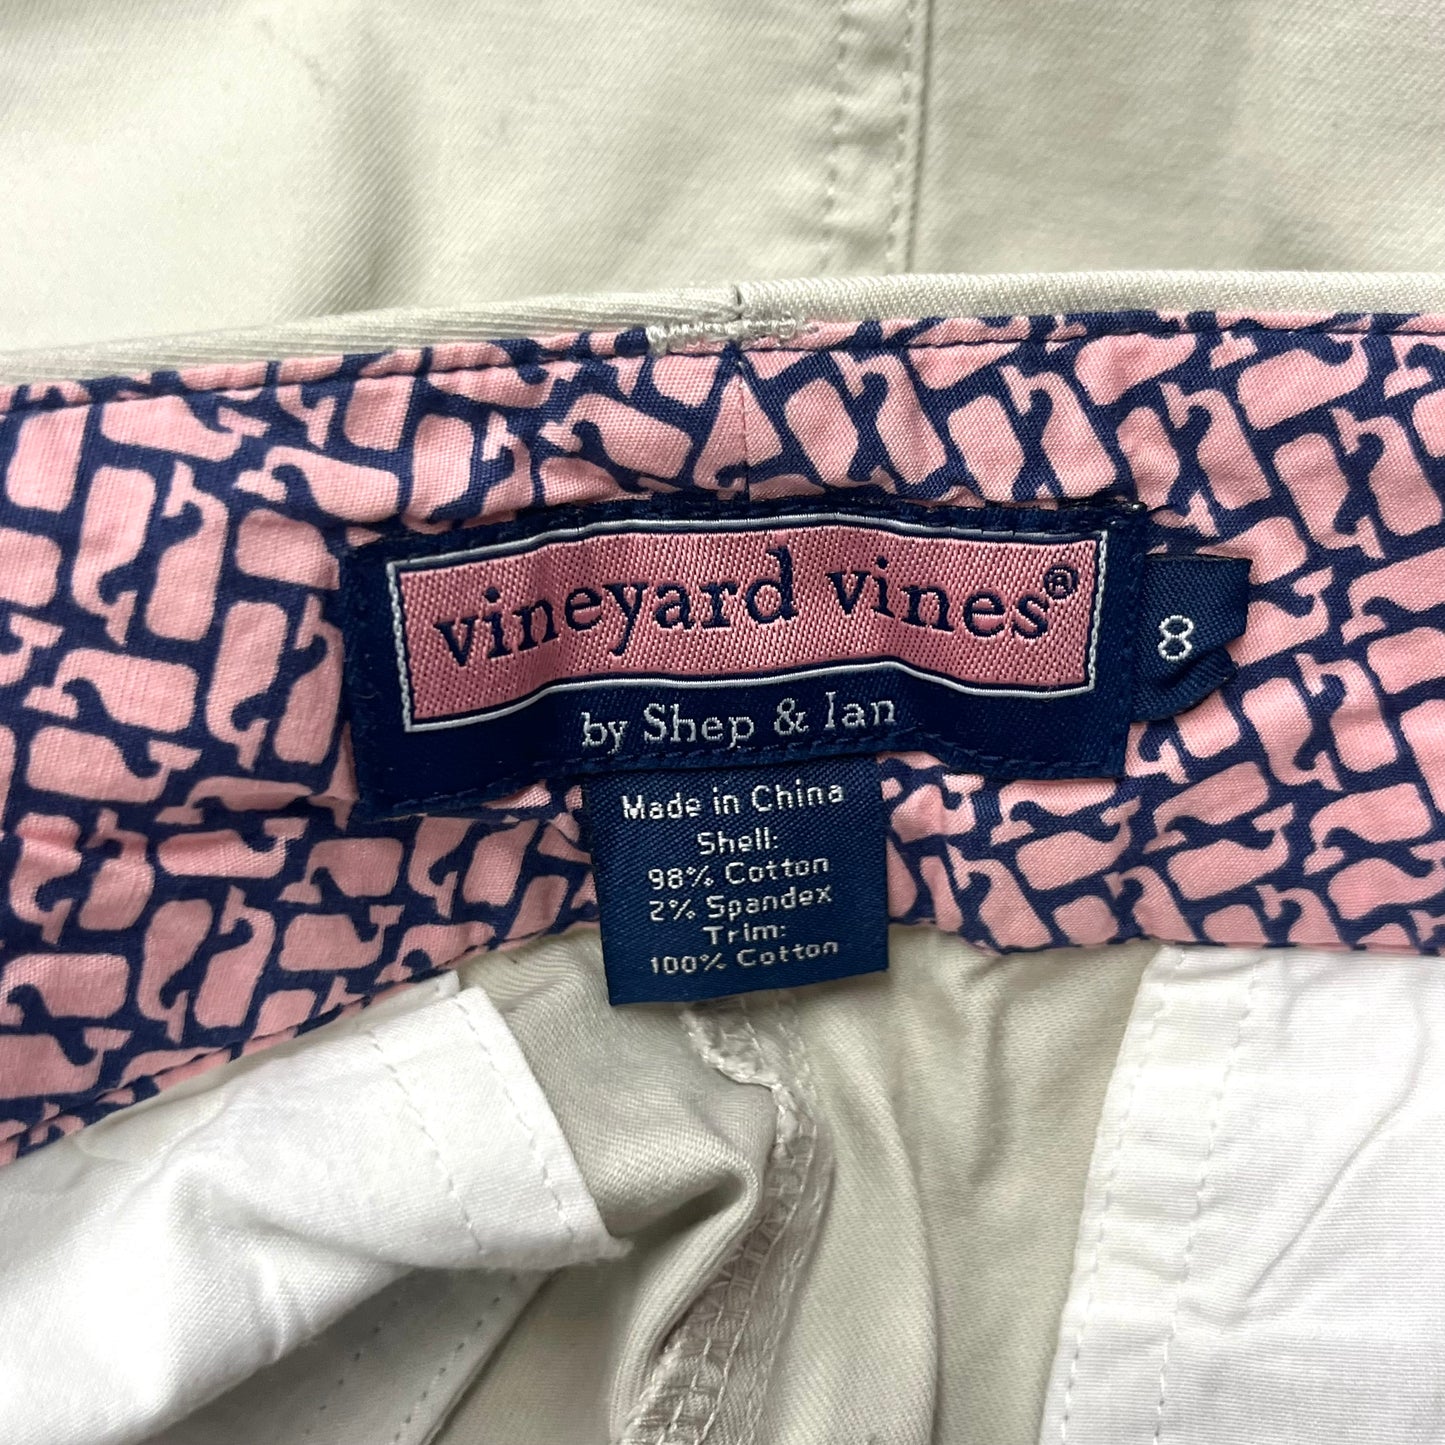 vineyard vines®
8
by Shep & Ian
Made in China
Shell:
98% Cotton
2% Spandex
Trim:
100% Cotton